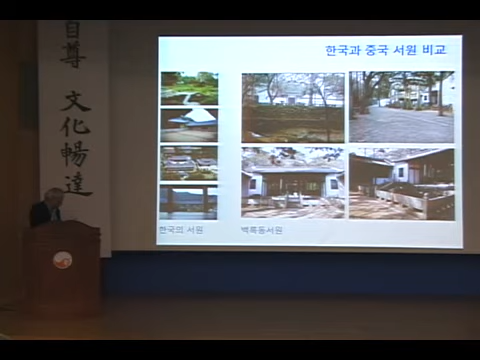 自尊
文化暢達
한국과 중국 서원 비교
한국의 서원
백록동서원